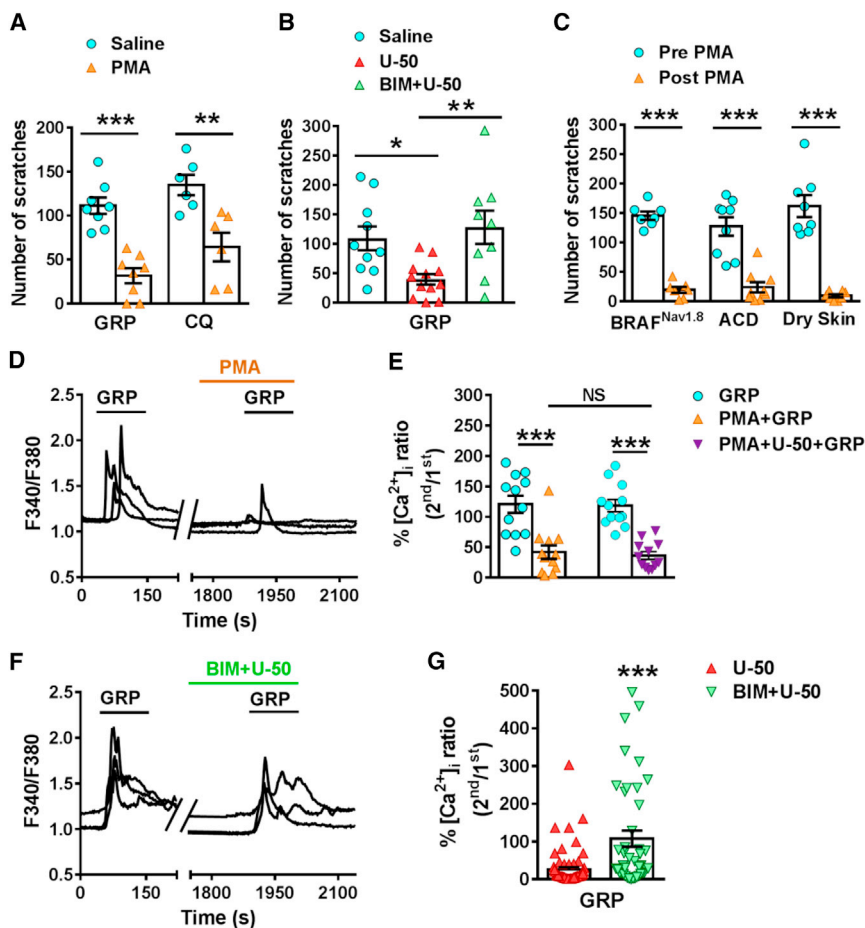 A
Saline
PMA
***
**
Number of scratches
200
150
100
50
0
GRP
CQ
B
Saline
U-50
BIM+U-50
*
**
Number of scratches
300
250
200
150
100
50
0
GRP
C
Pre PMA
Post PMA
***
***
***
Number of scratches
300
250
200
150
100
50
0
BRAF^Nav1.8
ACD
Dry Skin
D
PMA
GRP
GRP
F340/F380
2.5
2.0
1.5
1.0
0.5
0
150
1800
1950
2100
Time (s)
E
GRP
PMA+GRP
PMA+U-50+GRP
NS
***
***
% [Ca2+]i ratio
(2nd/1st)
300
250
200
150
100
50
0
F
BIM+U-50
GRP
GRP
F340/F380
2.5
2.0
1.5
1.0
0.5
0
150
1800
1950
2100
Time (s)
G
U-50
BIM+U-50
***
% [Ca2+]i ratio
(2nd/1st)
500
400
300
200
100
0
GRP